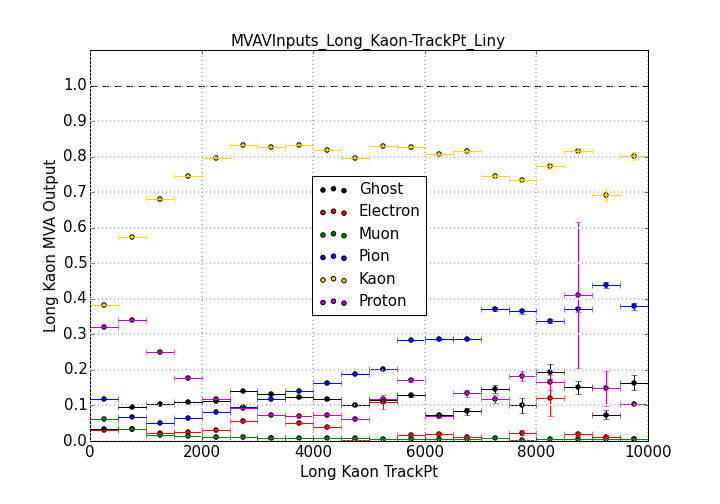 MVAVInputs_Long_Kaon-TrackPt_Liny
Long Kaon MVA Output
1.0
0.9
0.8
0.7
0.6
0.5
0.4
0.3
0.2
0.1
0.0
Ghost
Electron
Muon
Pion
Kaon
Proton
0 2000 4000 6000 8000 10000
Long Kaon TrackPt